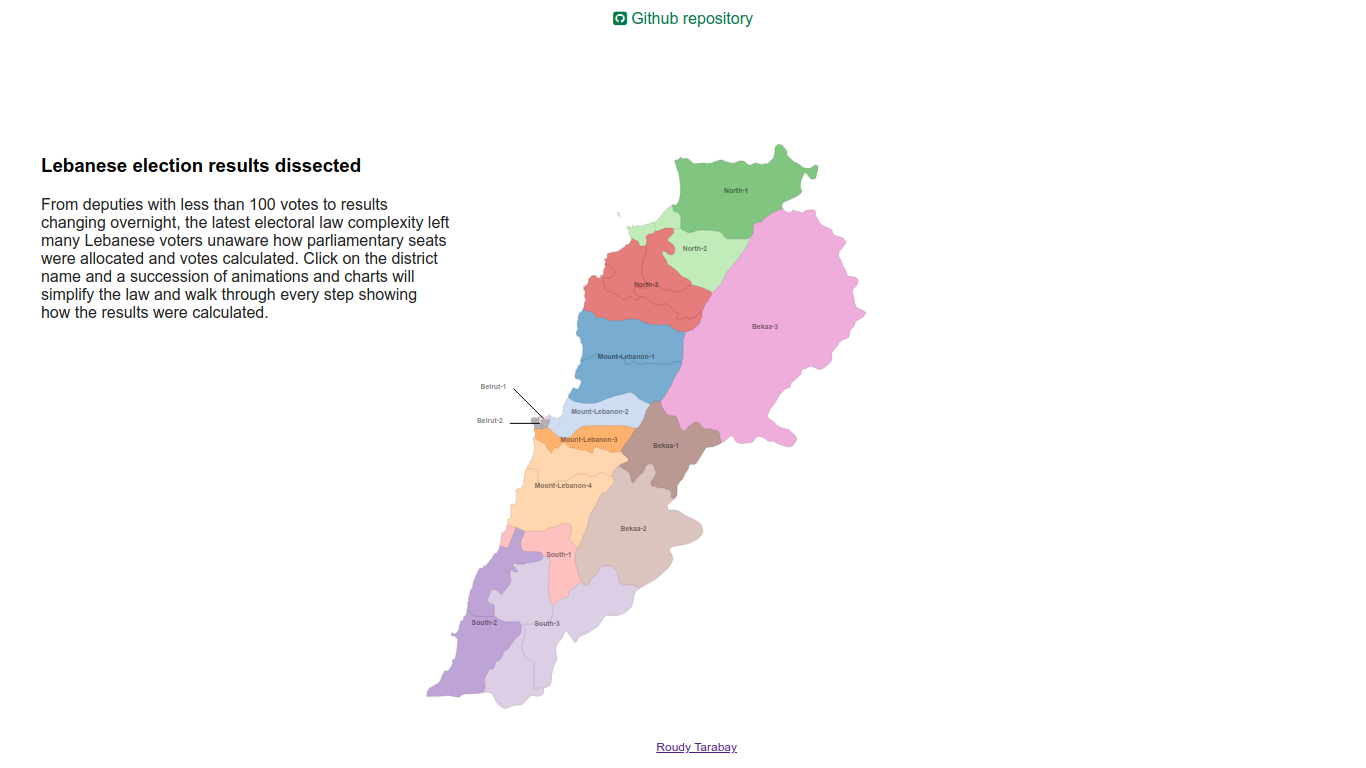 Github repository
Lebanese election results dissected
From deputies with less than 100 votes to results
changing overnight, the latest electoral law complexity left
many Lebanese voters unaware how parliamentary seats
were allocated and votes calculated. Click on the district
name and a succession of animations and charts will
simplify the law and walk through every step showing
how the results were calculated.
North-1
North-2
North-3
Bekaa-3
Mount-Lebanon-1
Beirut-1
Mount-Lebanon-2
Beirut-2
Mount-Lebanon-3
Bekaa-1
Mount-Lebanon-4
Bekaa-2
South-1
South-2
South-3
Roudy Tarabay